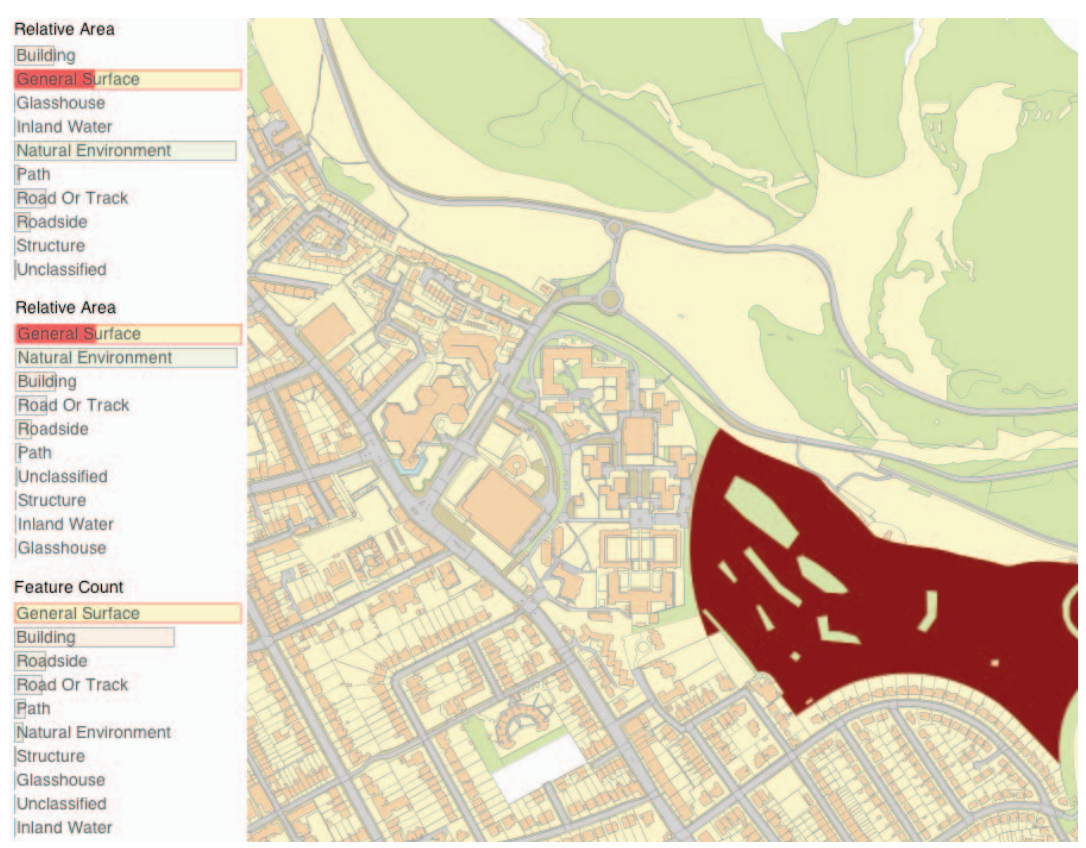 Relative Area
Building
General Surface
Glasshouse
Inland Water
Natural Environment
Path
Road Or Track
Roadside
Structure
Unclassified
Relative Area
General Surface
Natural Environment
Building
Road Or Track
Roadside
Path
Unclassified
Structure
Inland Water
Glasshouse
Feature Count
General Surface
Building
Roadside
Road Or Track
Path
Natural Environment
Structure
Glasshouse
Unclassified
Inland Water